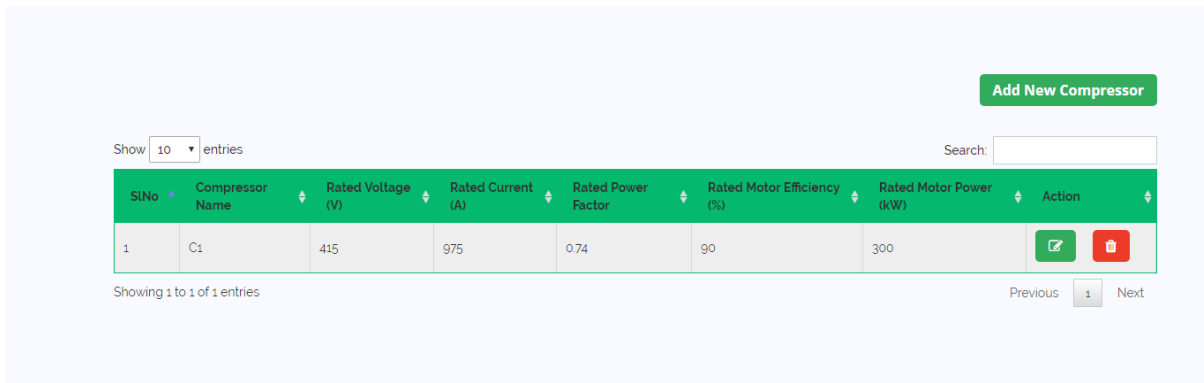 Add New Compressor
Show 10 entries
Search:
SlNo Compressor Name Rated Voltage (V) Rated Current (A) Rated Power Factor Rated Motor Efficiency (%) Rated Motor Power (kW) Action
1 C1 415 975 0.74 90 300
Showing 1 to 1 of 1 entries
Previous 1 Next